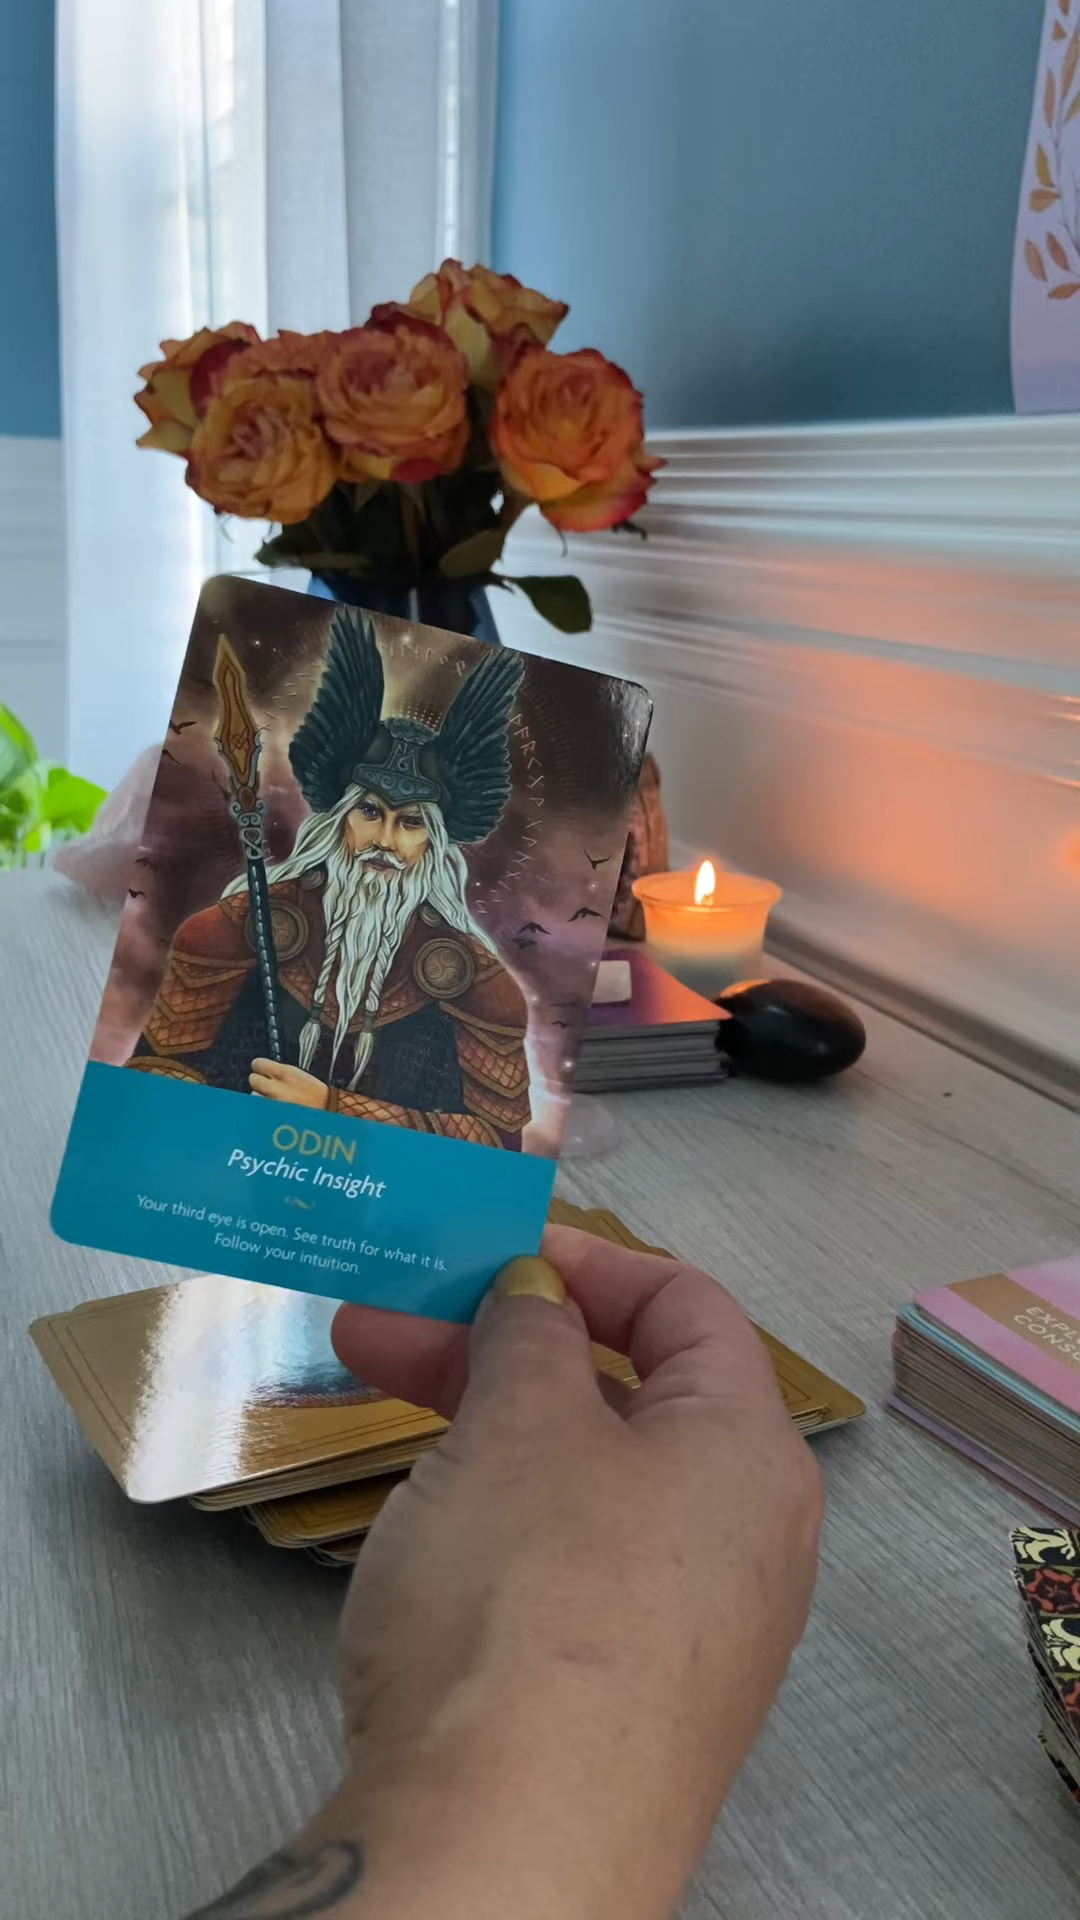 ODIN
Psychic Insight
Your third eye is open. See truth for what it is.
Follow your intuition.